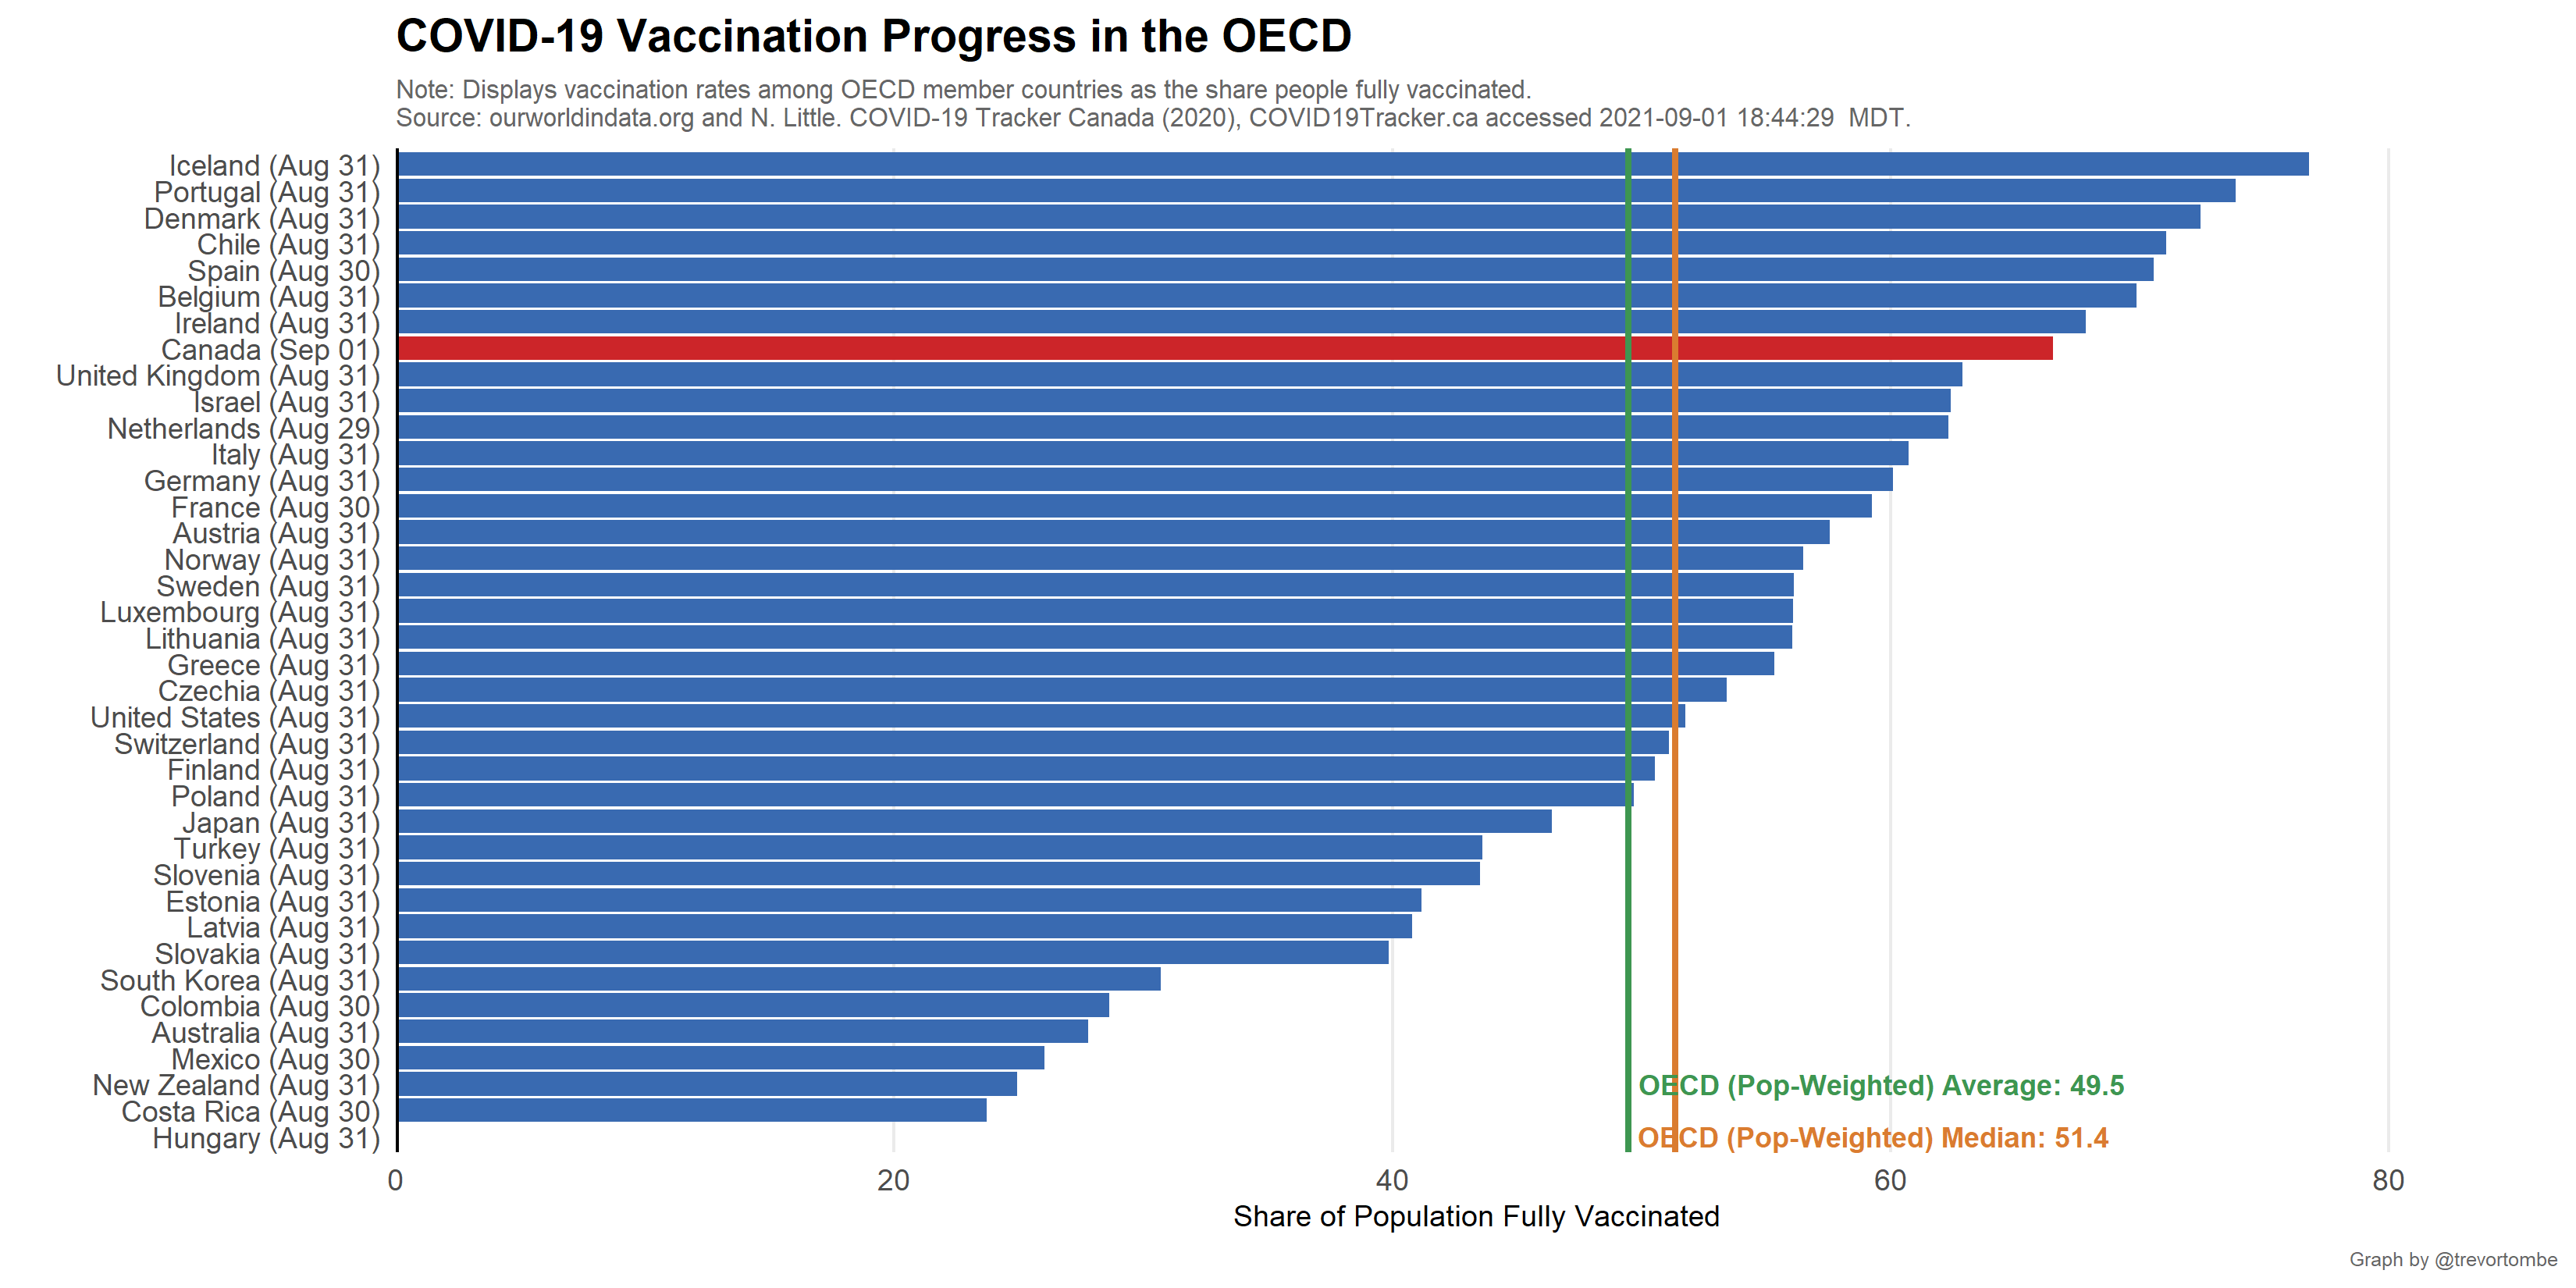 COVID-19 Vaccination Progress in the OECD
Note: Displays vaccination rates among OECD member countries as the share people fully vaccinated.
Source: ourworldindata.org and N. Little. COVID-19 Tracker Canada (2020), COVID19Tracker.ca accessed 2021-09-01 18:44:29  MDT.
Iceland (Aug 31)
Portugal (Aug 31)
Denmark (Aug 31)
Chile (Aug 31)
Spain (Aug 30)
Belgium (Aug 31)
Ireland (Aug 31)
Canada (Sep 01)
United Kingdom (Aug 31)
Israel (Aug 31)
Netherlands (Aug 29)
Italy (Aug 31)
Germany (Aug 31)
France (Aug 30)
Austria (Aug 31)
Norway (Aug 31)
Sweden (Aug 31)
Luxembourg (Aug 31)
Lithuania (Aug 31)
Greece (Aug 31)
Czechia (Aug 31)
United States (Aug 31)
Switzerland (Aug 31)
Finland (Aug 31)
Poland (Aug 31)
Japan (Aug 31)
Turkey (Aug 31)
Slovenia (Aug 31)
Estonia (Aug 31)
Latvia (Aug 31)
Slovakia (Aug 31)
South Korea (Aug 31)
Colombia (Aug 30)
Australia (Aug 31)
Mexico (Aug 30)
New Zealand (Aug 31)
OECD (Pop-Weighted) Average: 49.5
Costa Rica (Aug 30)
Hungary (Aug 31)
OECD (Pop-Weighted) Median: 51.4
0 20 40 60 80
Share of Population Fully Vaccinated
Graph by @trevortombe